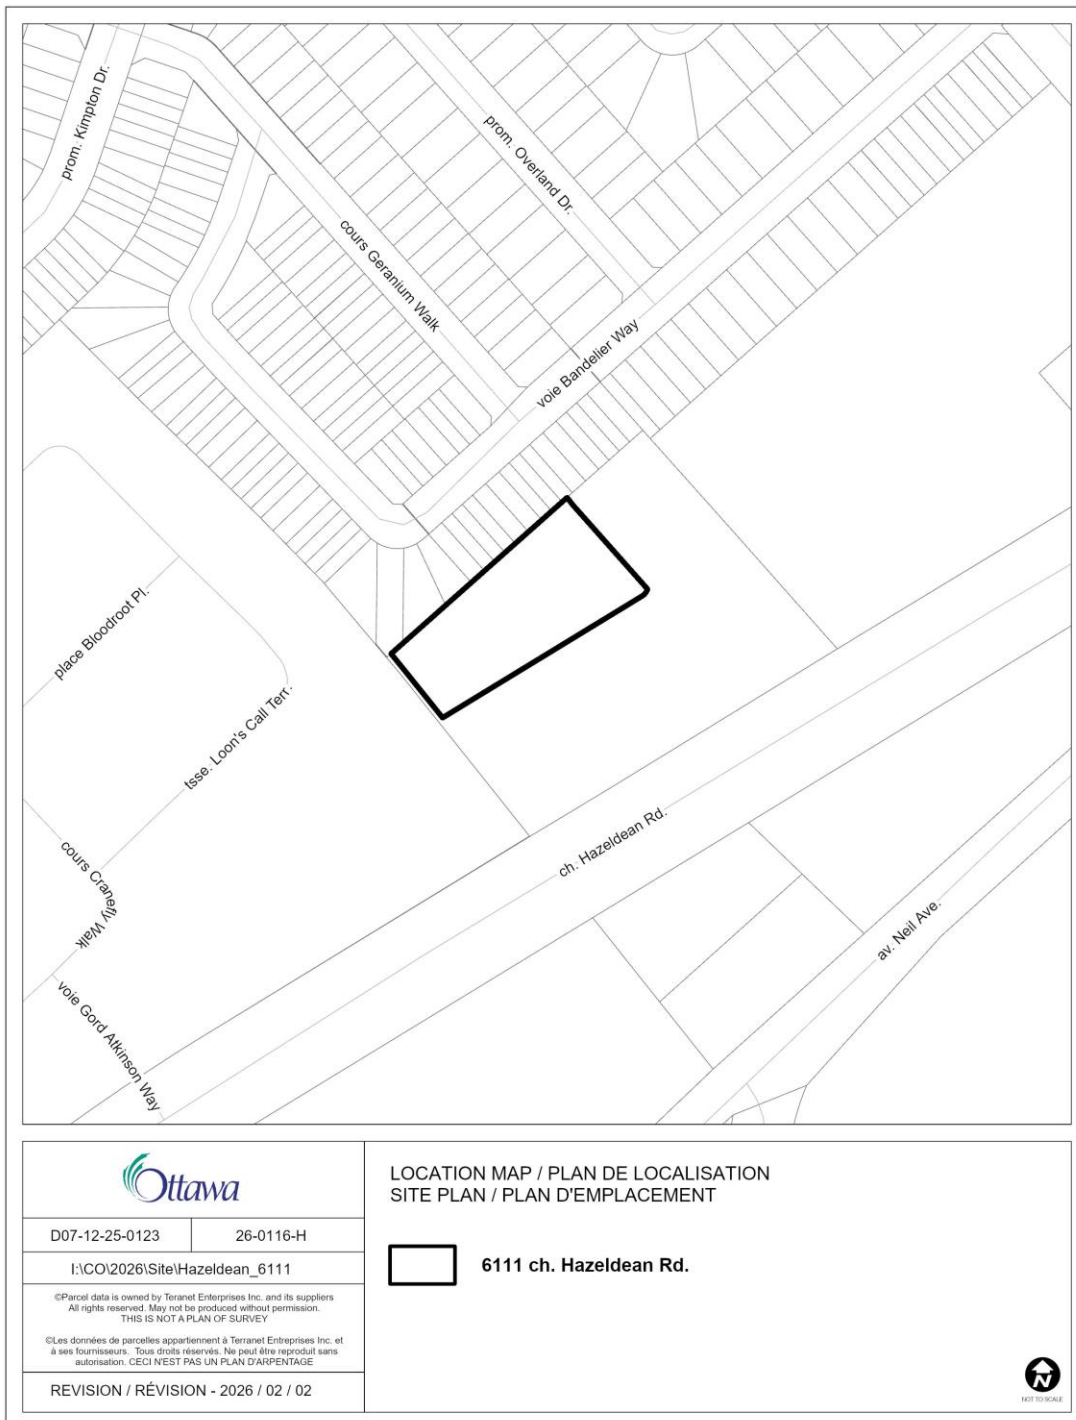 prom. Kimpton Dr.
prom. Overland Dr.
cours Geranium Walk
voie Bandelier Way
place Bloodroot Pl.
tsse. Loon's Call Terr.
cours Cranefly Walk
voie Gord Atkinson Way
ch. Hazeldean Rd.
av. Neil Ave.
Ottawa
D07-12-25-0123
26-0116-H
I:\CO\2026\Site\Hazeldean_6111
©Parcel data is owned by Teranet Enterprises Inc. and its suppliers
All rights reserved. May not be produced without permission.
THIS IS NOT A PLAN OF SURVEY
©Les données de parcelles appartiennent à Terranet Entreprises Inc. et
à ses fournisseurs. Tous droits réservés. Ne peut être reproduit sans
autorisation. CECI N'EST PAS UN PLAN D'ARPENTAGE
REVISION / RÉVISION - 2026 / 02 / 02
LOCATION MAP / PLAN DE LOCALISATION
SITE PLAN / PLAN D'EMPLACEMENT
6111 ch. Hazeldean Rd.
N
NOT TO SCALE